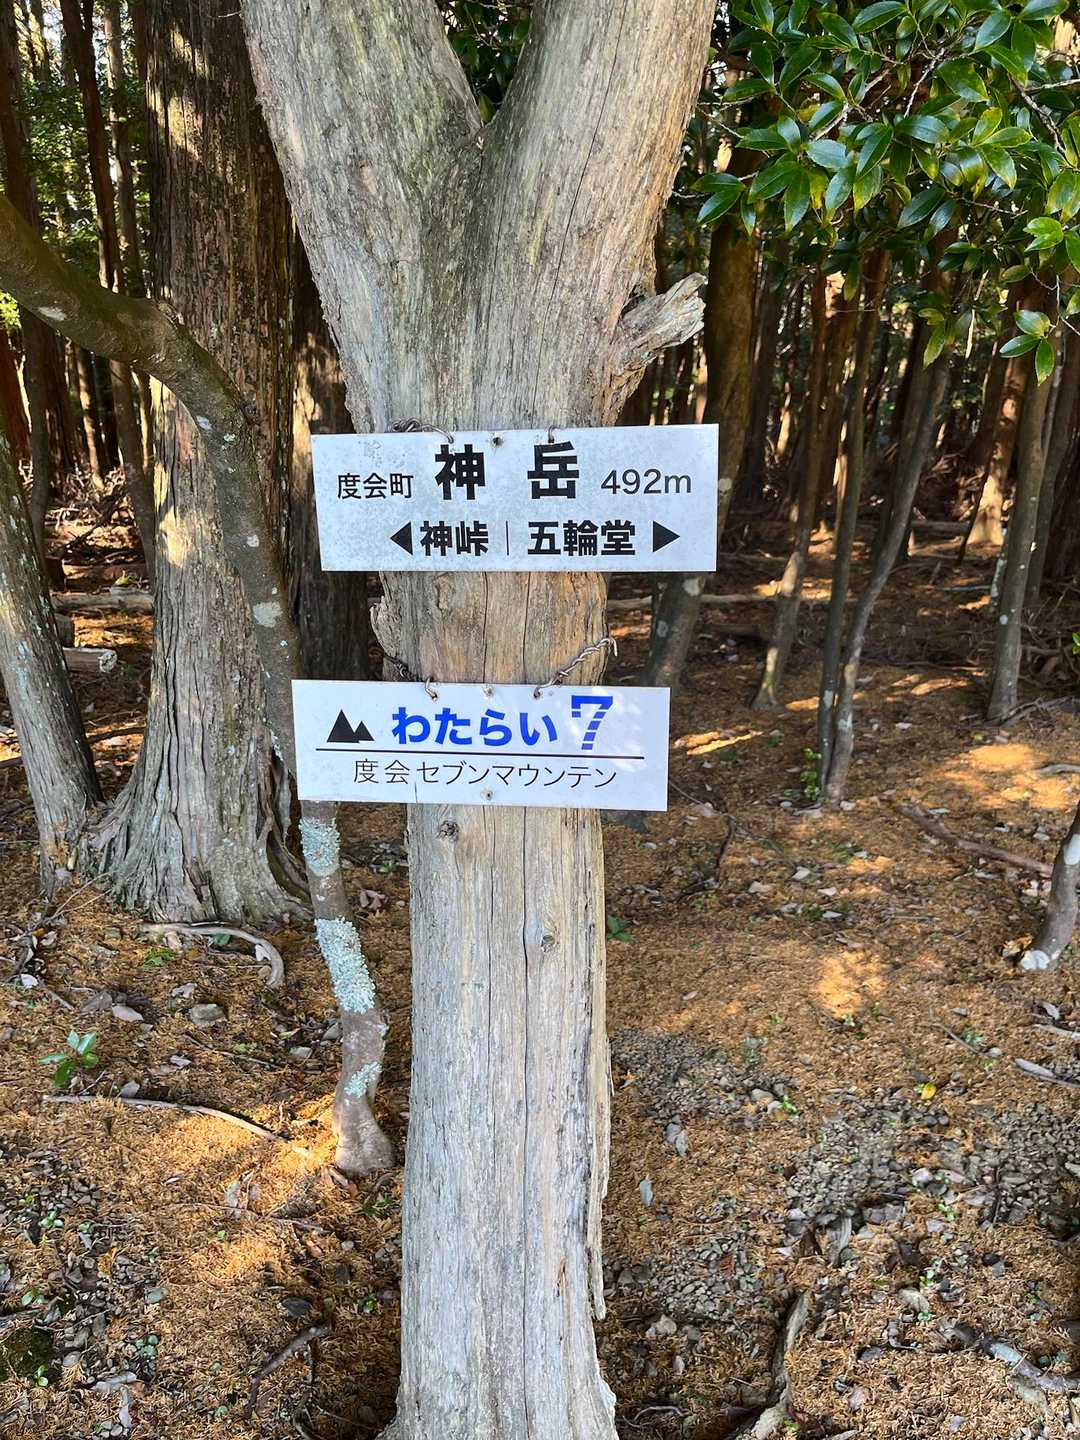 度会町 神 岳 492m
◀神峠｜五輪堂▶
わたらい7
度会セブンマウンテン